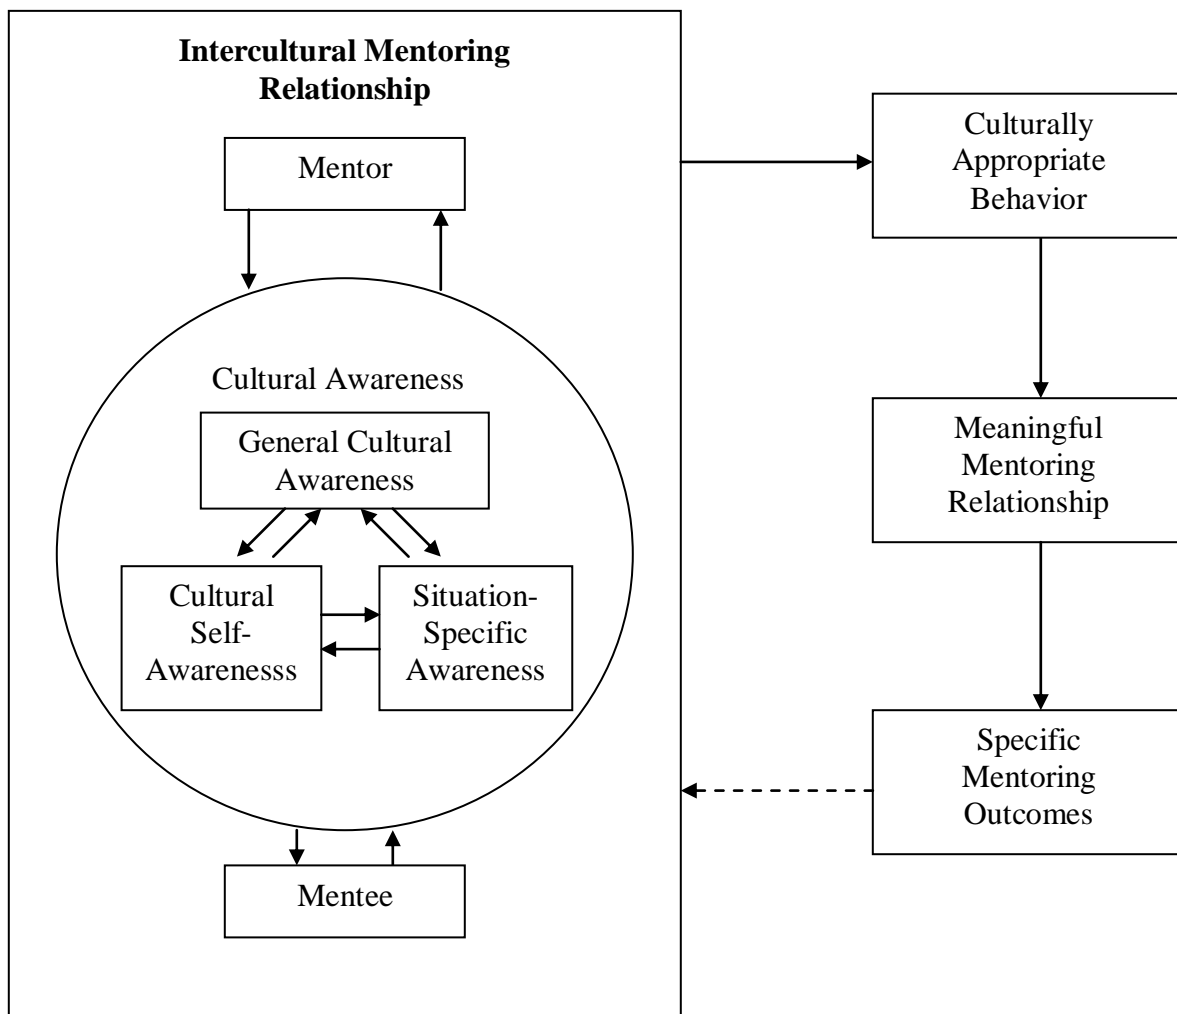 Intercultural Mentoring
Relationship
Mentor
Cultural Awareness
General Cultural
Awareness
Cultural
Self-
Awarenesss
Situation-
Specific
Awareness
Mentee
Culturally
Appropriate
Behavior
Meaningful
Mentoring
Relationship
Specific
Mentoring
Outcomes